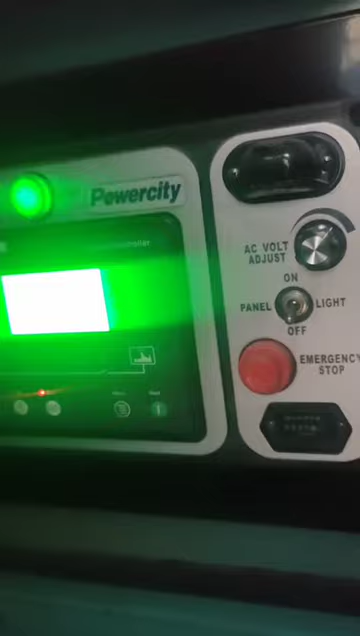 Powercity
AC VOLT
ADJUST
ON
PANEL
LIGHT
OFF
EMERGENCY
STOP